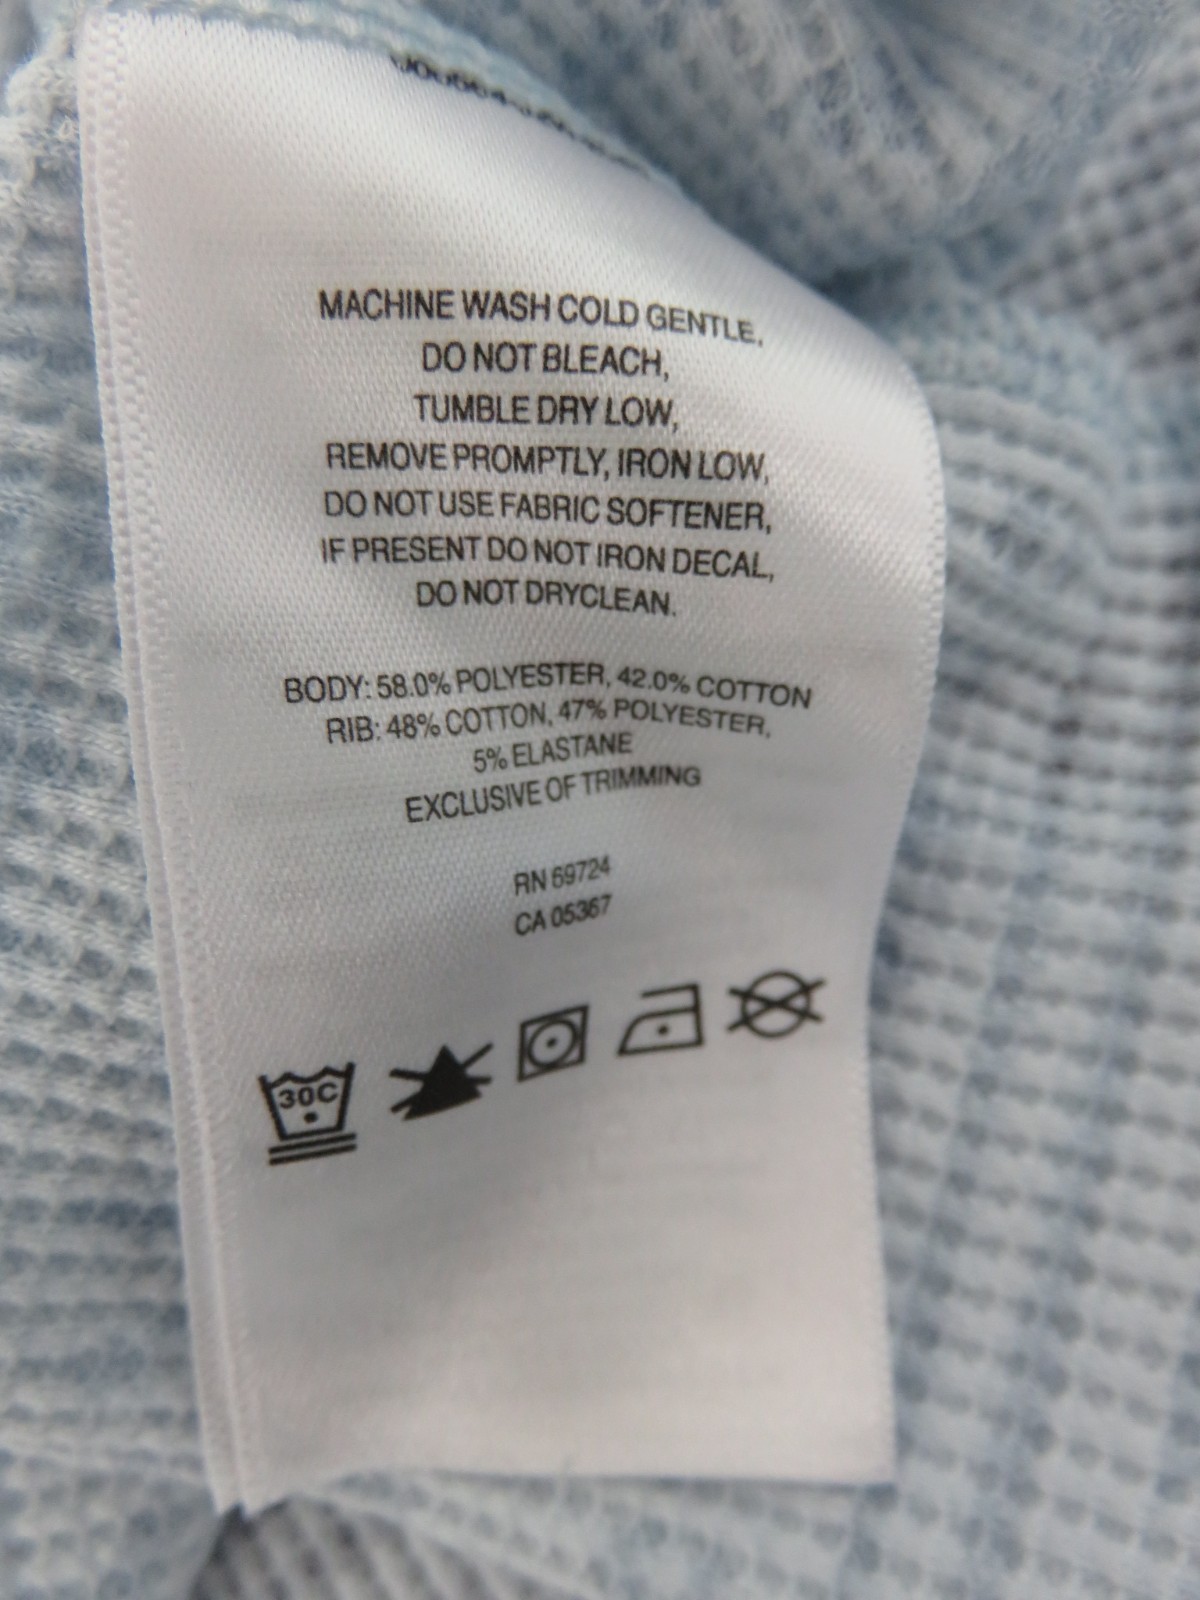 MACHINE WASH COLD GENTLE,
DO NOT BLEACH,
TUMBLE DRY LOW,
REMOVE PROMPTLY, IRON LOW,
DO NOT USE FABRIC SOFTENER,
IF PRESENT DO NOT IRON DECAL,
DO NOT DRYCLEAN.
BODY: 58.0% POLYESTER, 42.0% COTTON
RIB: 48% COTTON, 47% POLYESTER,
5% ELASTANE
EXCLUSIVE OF TRIMMING
RN 69724
CA 05367
30C